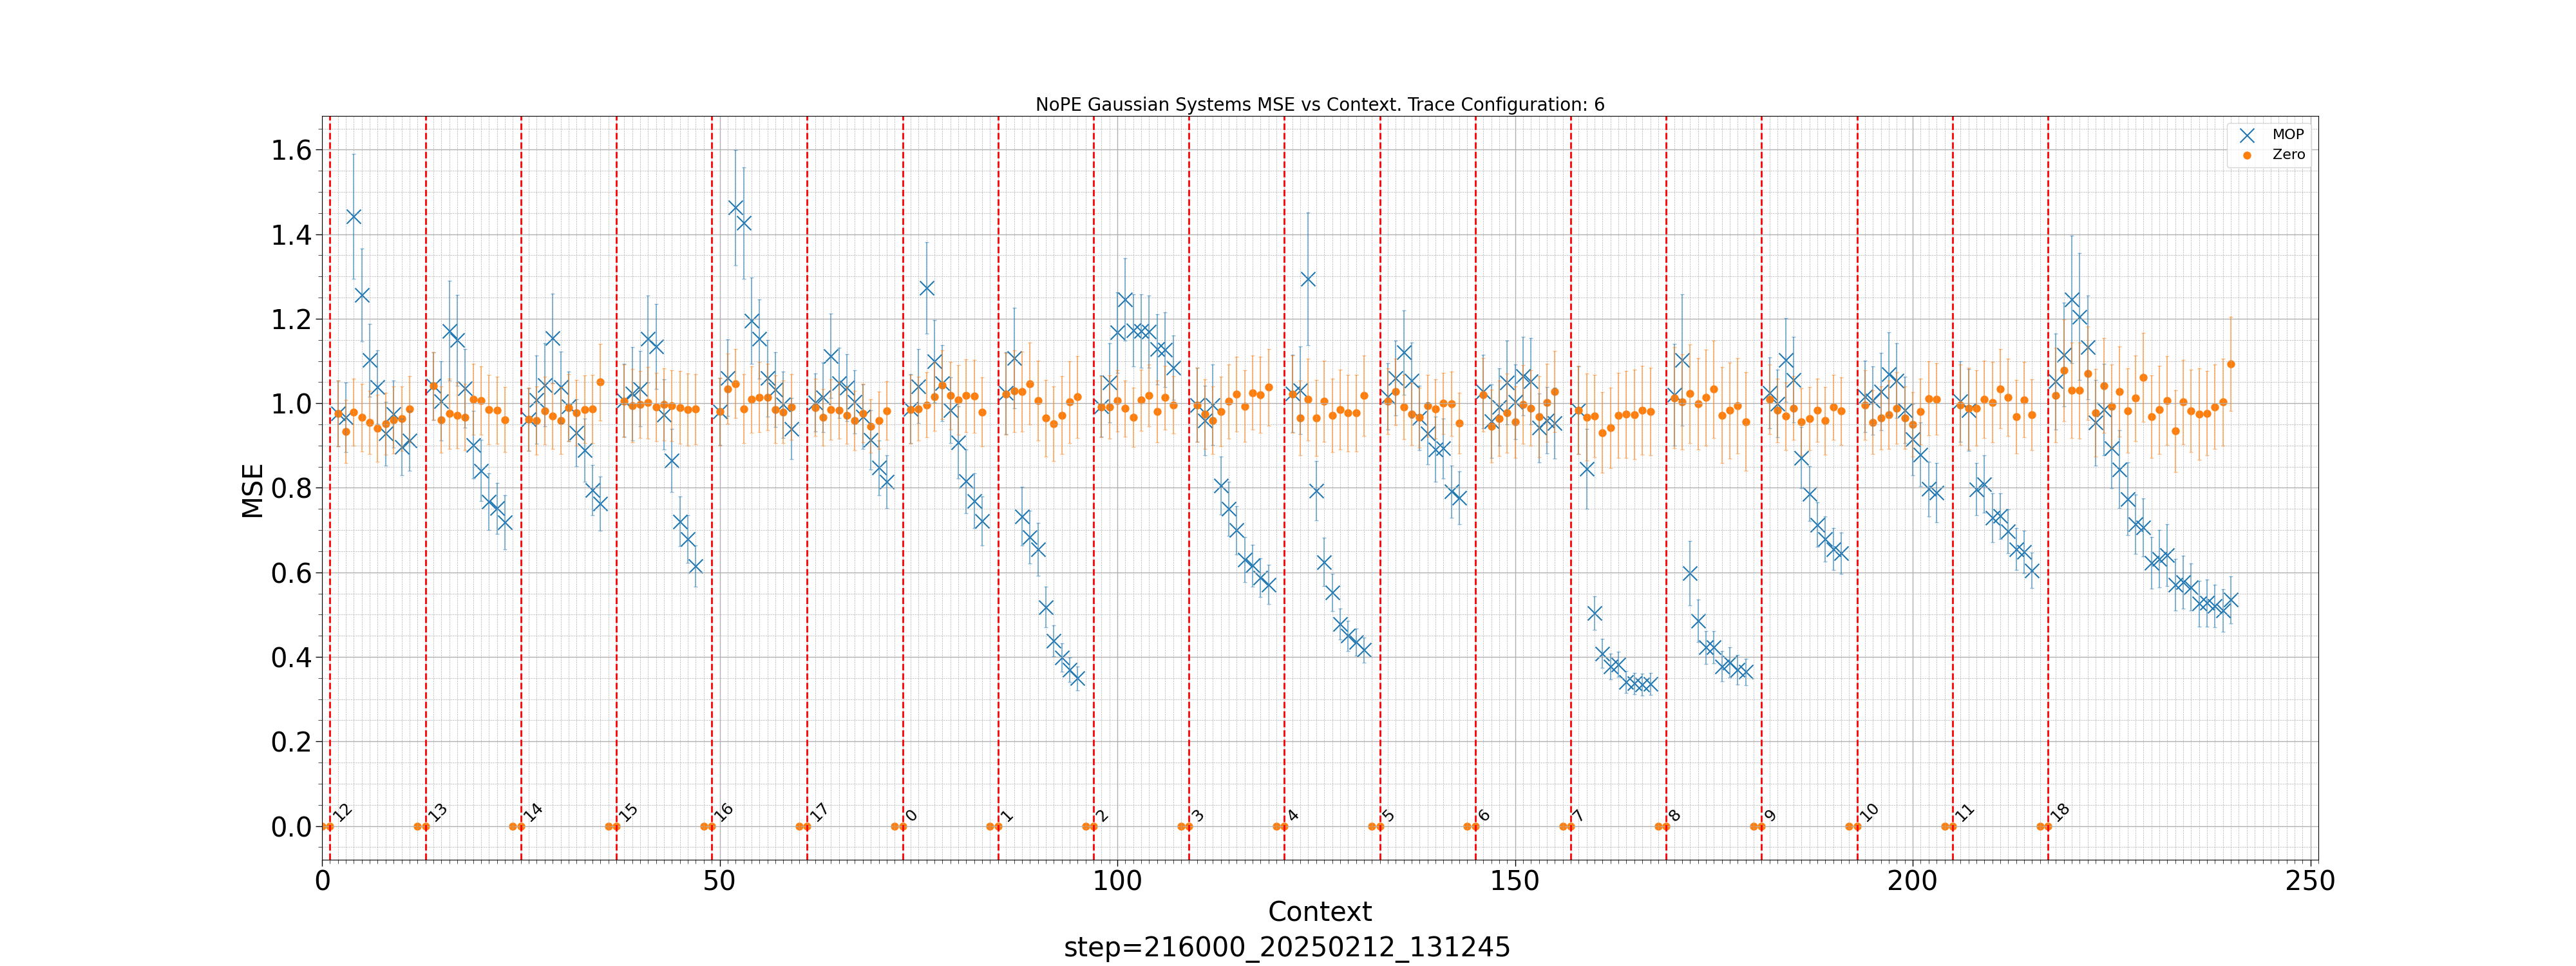 NoPE Gaussian Systems MSE vs Context. Trace Configuration: 6
MOP
Zero
1.6
1.4
1.2
1.0
0.8
0.6
0.4
0.2
0.0
MSE
12 13 14 15 16 17 0 1 2 3 4 5 6 7 8 9 10 11 18
0 50 100 150 200 250
Context
step=216000_20250212_131245